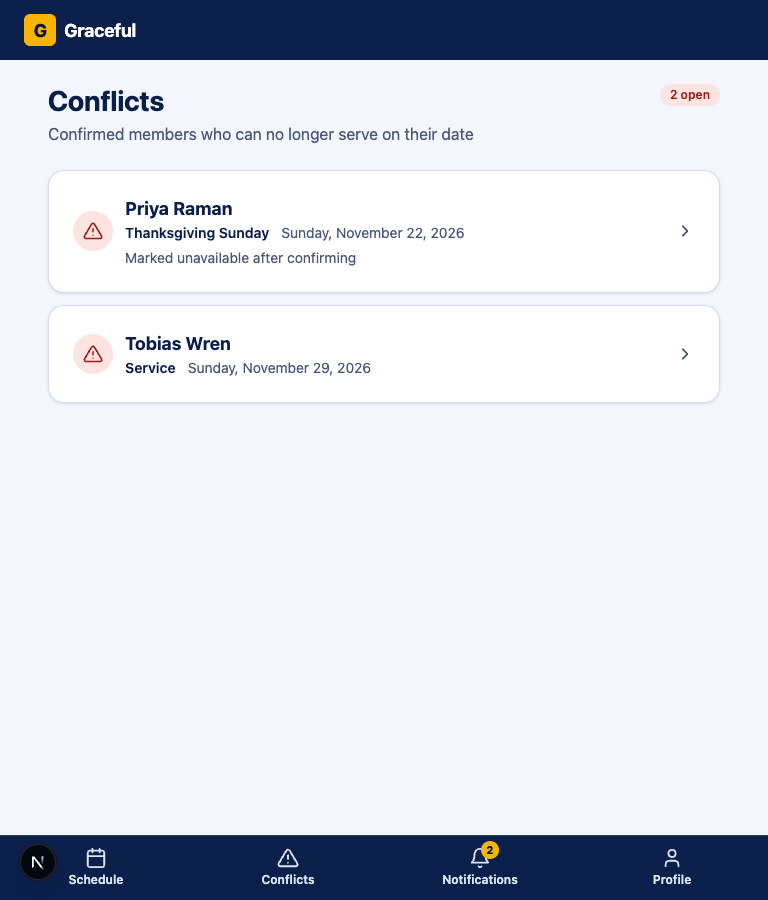 G Graceful
Conflicts
2 open
Confirmed members who can no longer serve on their date
Priya Raman
Thanksgiving Sunday Sunday, November 22, 2026
Marked unavailable after confirming
Tobias Wren
Service Sunday, November 29, 2026
N
2
Schedule Conflicts Notifications Profile